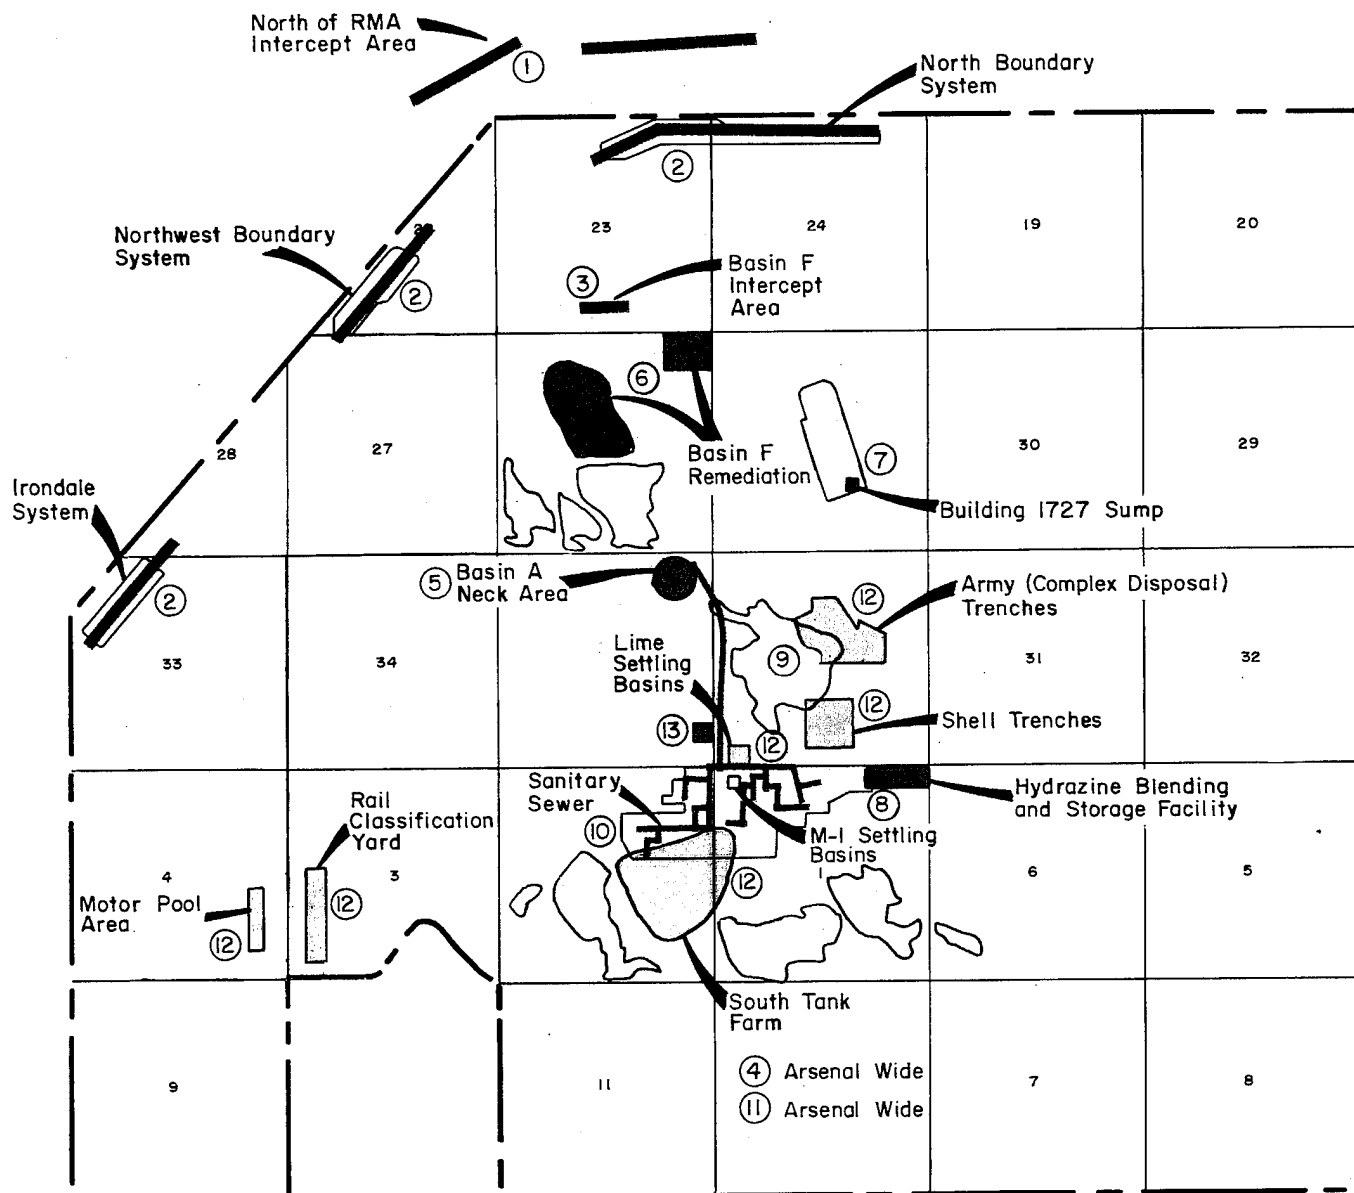 North of RMA
Intercept Area
1
North Boundary
System
2
Northwest Boundary
System
2
23
24
19
20
3
Basin F
Intercept
Area
6
Basin F
Remediation
7
Building 1727 Sump
28
27
30
29
Irondale
System
2
5
Basin A
Neck Area
12
Army (Complex Disposal)
Trenches
Lime
Settling
Basins
9
33
34
31
32
12
Shell Trenches
13
12
Sanitary
Sewer
10
8
Hydrazine Blending
and Storage Facility
M-1 Settling
Basins
Rail
Classification
Yard
4
3
6
5
12
12
Motor Pool
Area.
12
South Tank
Farm
4 Arsenal Wide
11 Arsenal Wide
9
11
7
8